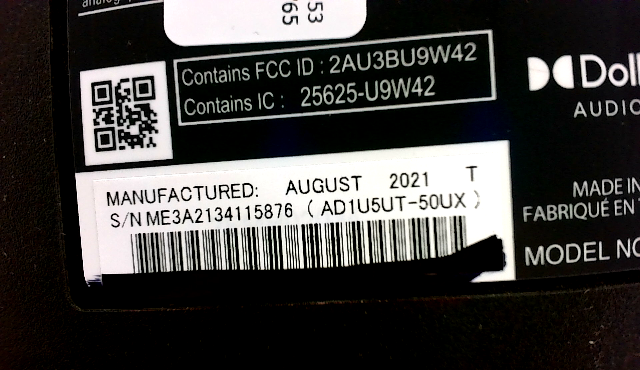 53
65
Contains FCC ID : 2AU3BU9W42
Contains IC : 25625-U9W42
AUDIO
MANUFACTURED: AUGUST 2021 T
S/N ME3A2134115876 ( AD1U5UT-50UX )
MADE IN
FABRIQUÉ EN
MODEL NO